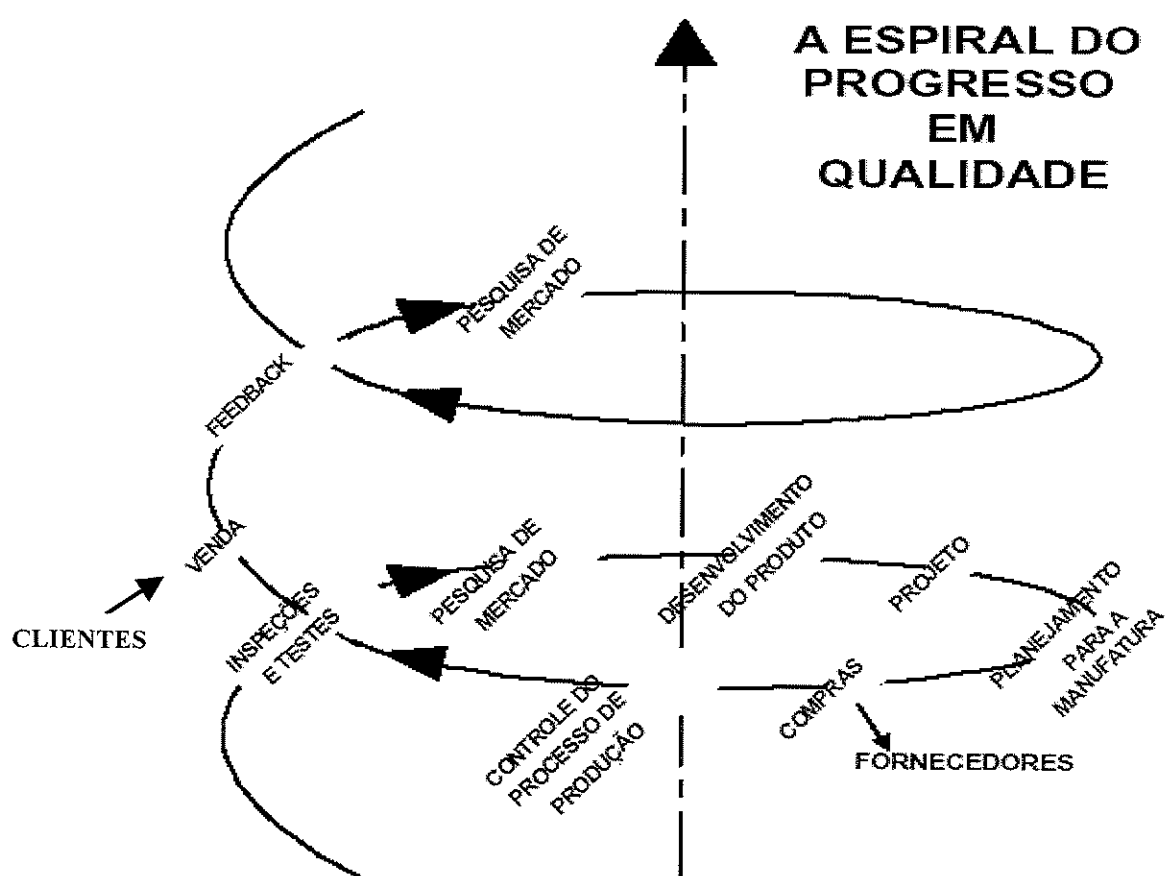 A ESPIRAL DO
PROGRESSO
EM
QUALIDADE
PESQUISA DE
MERCADO
FEEDBACK
VENDA
CLIENTES
INSPEÇÕES
E TESTES
PESQUISA DE
MERCADO
DESENVOLVIMENTO
DO PRODUTO
PROJETO
PLANEJAMENTO
PARA A
MANUFATURA
COMPRAS
FORNECEDORES
CONTROLE DO
PROCESSO DE
PRODUÇÃO